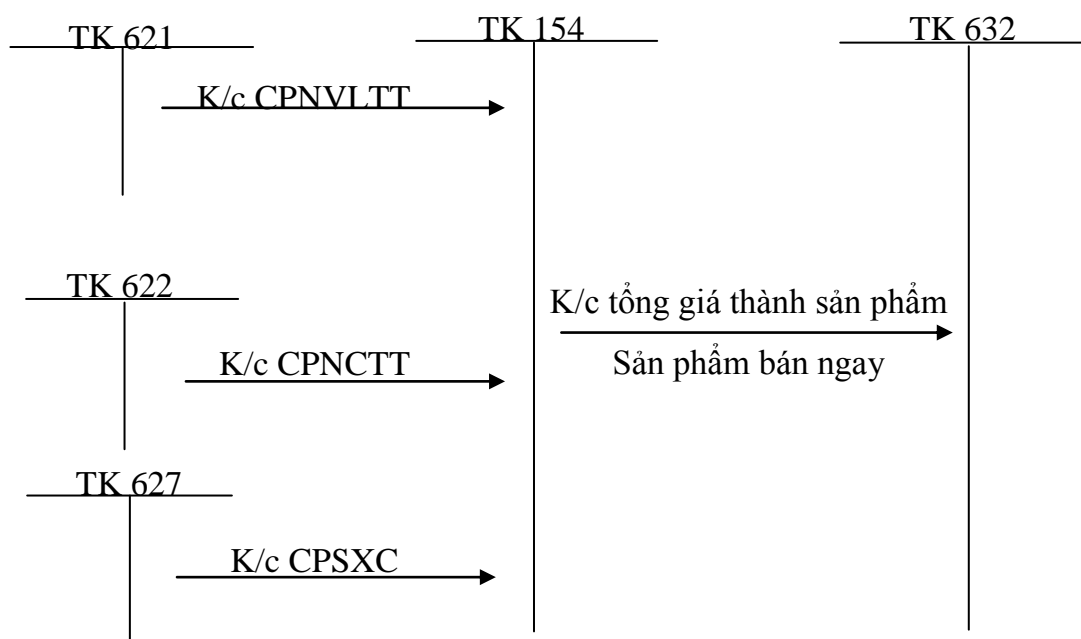 TK 621
TK 154
TK 632
K/c CPNVLTT
TK 622
K/c tổng giá thành sản phẩm
K/c CPNCTT
Sản phẩm bán ngay
TK 627
K/c CPSXC